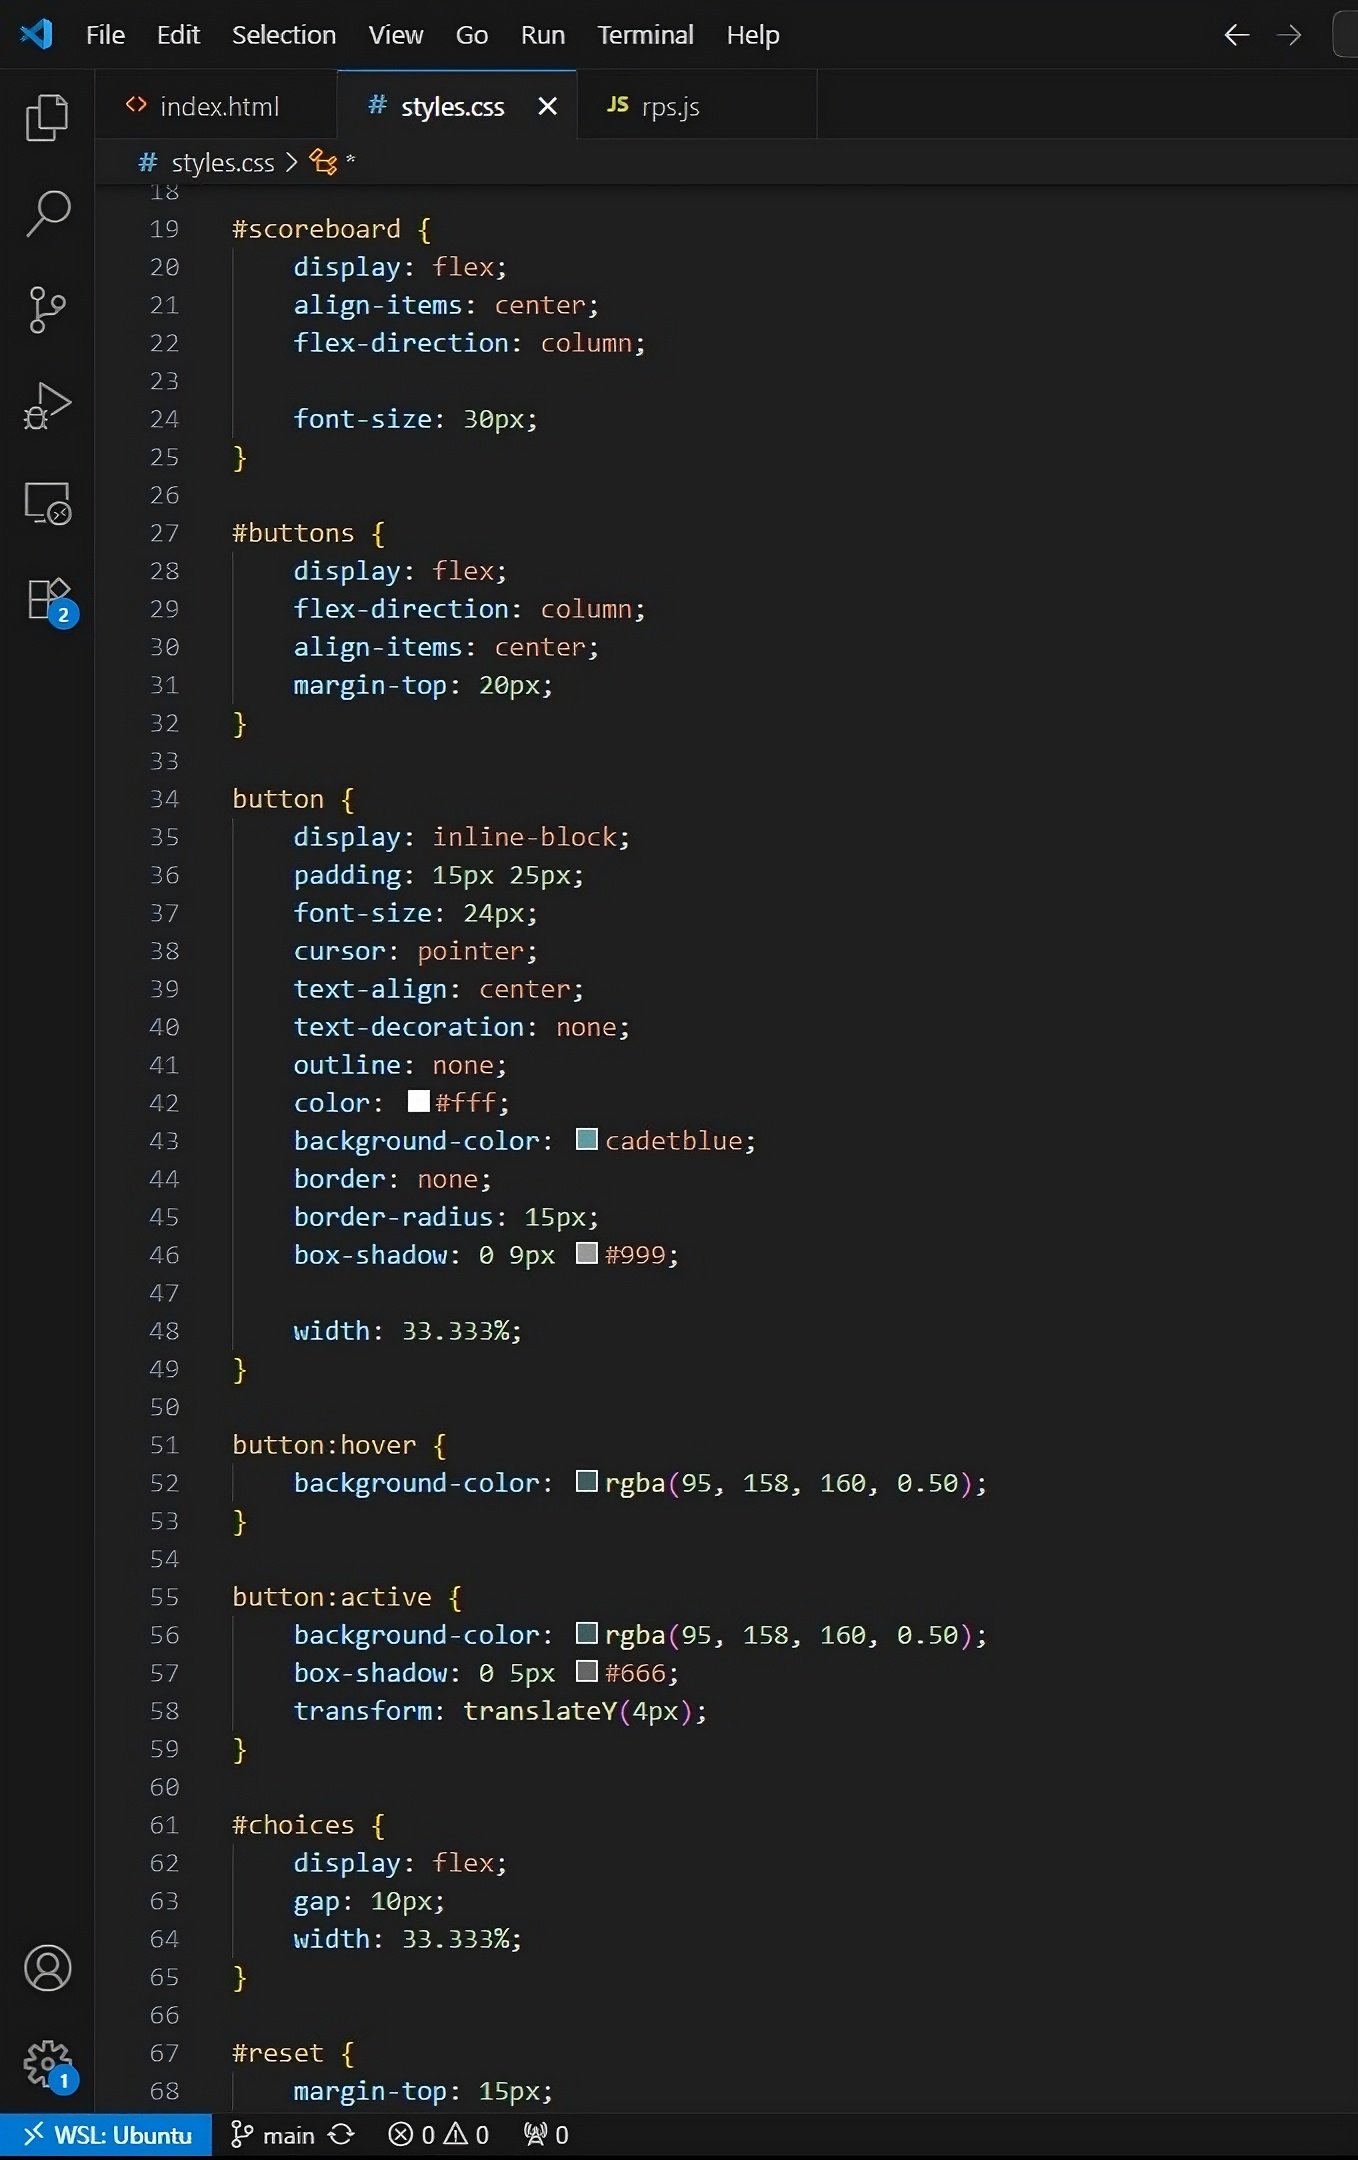 File Edit Selection View Go Run Terminal Help
index.html styles.css JS rps.js
# styles.css > *
18
19 #scoreboard {
20     display: flex;
21     align-items: center;
22     flex-direction: column;
23
24     font-size: 30px;
25 }
26
27 #buttons {
28     display: flex;
29     flex-direction: column;
30     align-items: center;
31     margin-top: 20px;
32 }
33
34 button {
35     display: inline-block;
36     padding: 15px 25px;
37     font-size: 24px;
38     cursor: pointer;
39     text-align: center;
40     text-decoration: none;
41     outline: none;
42     color: #fff;
43     background-color: cadetblue;
44     border: none;
45     border-radius: 15px;
46     box-shadow: 0 9px #999;
47
48     width: 33.333%;
49 }
50
51 button:hover {
52     background-color: rgba(95, 158, 160, 0.50);
53 }
54
55 button:active {
56     background-color: rgba(95, 158, 160, 0.50);
57     box-shadow: 0 5px #666;
58     transform: translateY(4px);
59 }
60
61 #choices {
62     display: flex;
63     gap: 10px;
64     width: 33.333%;
65 }
66
67 #reset {
68     margin-top: 15px;
2
1
WSL: Ubuntu main 0 0 0